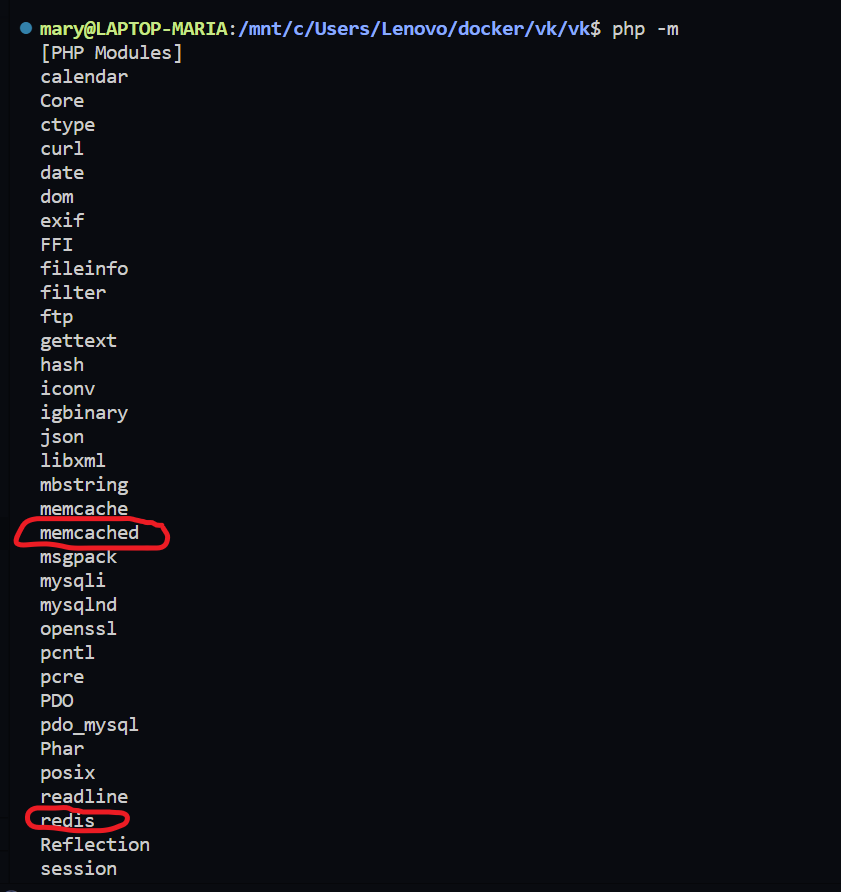 mary@LAPTOP-MARIA:/mnt/c/Users/Lenovo/docker/vk/vk$ php -m
[PHP Modules]
calendar
Core
ctype
curl
date
dom
exif
FFI
fileinfo
filter
ftp
gettext
hash
iconv
igbinary
json
libxml
mbstring
memcache
memcached
msgpack
mysqli
mysqlnd
openssl
pcntl
pcre
PDO
pdo_mysql
Phar
posix
readline
redis
Reflection
session